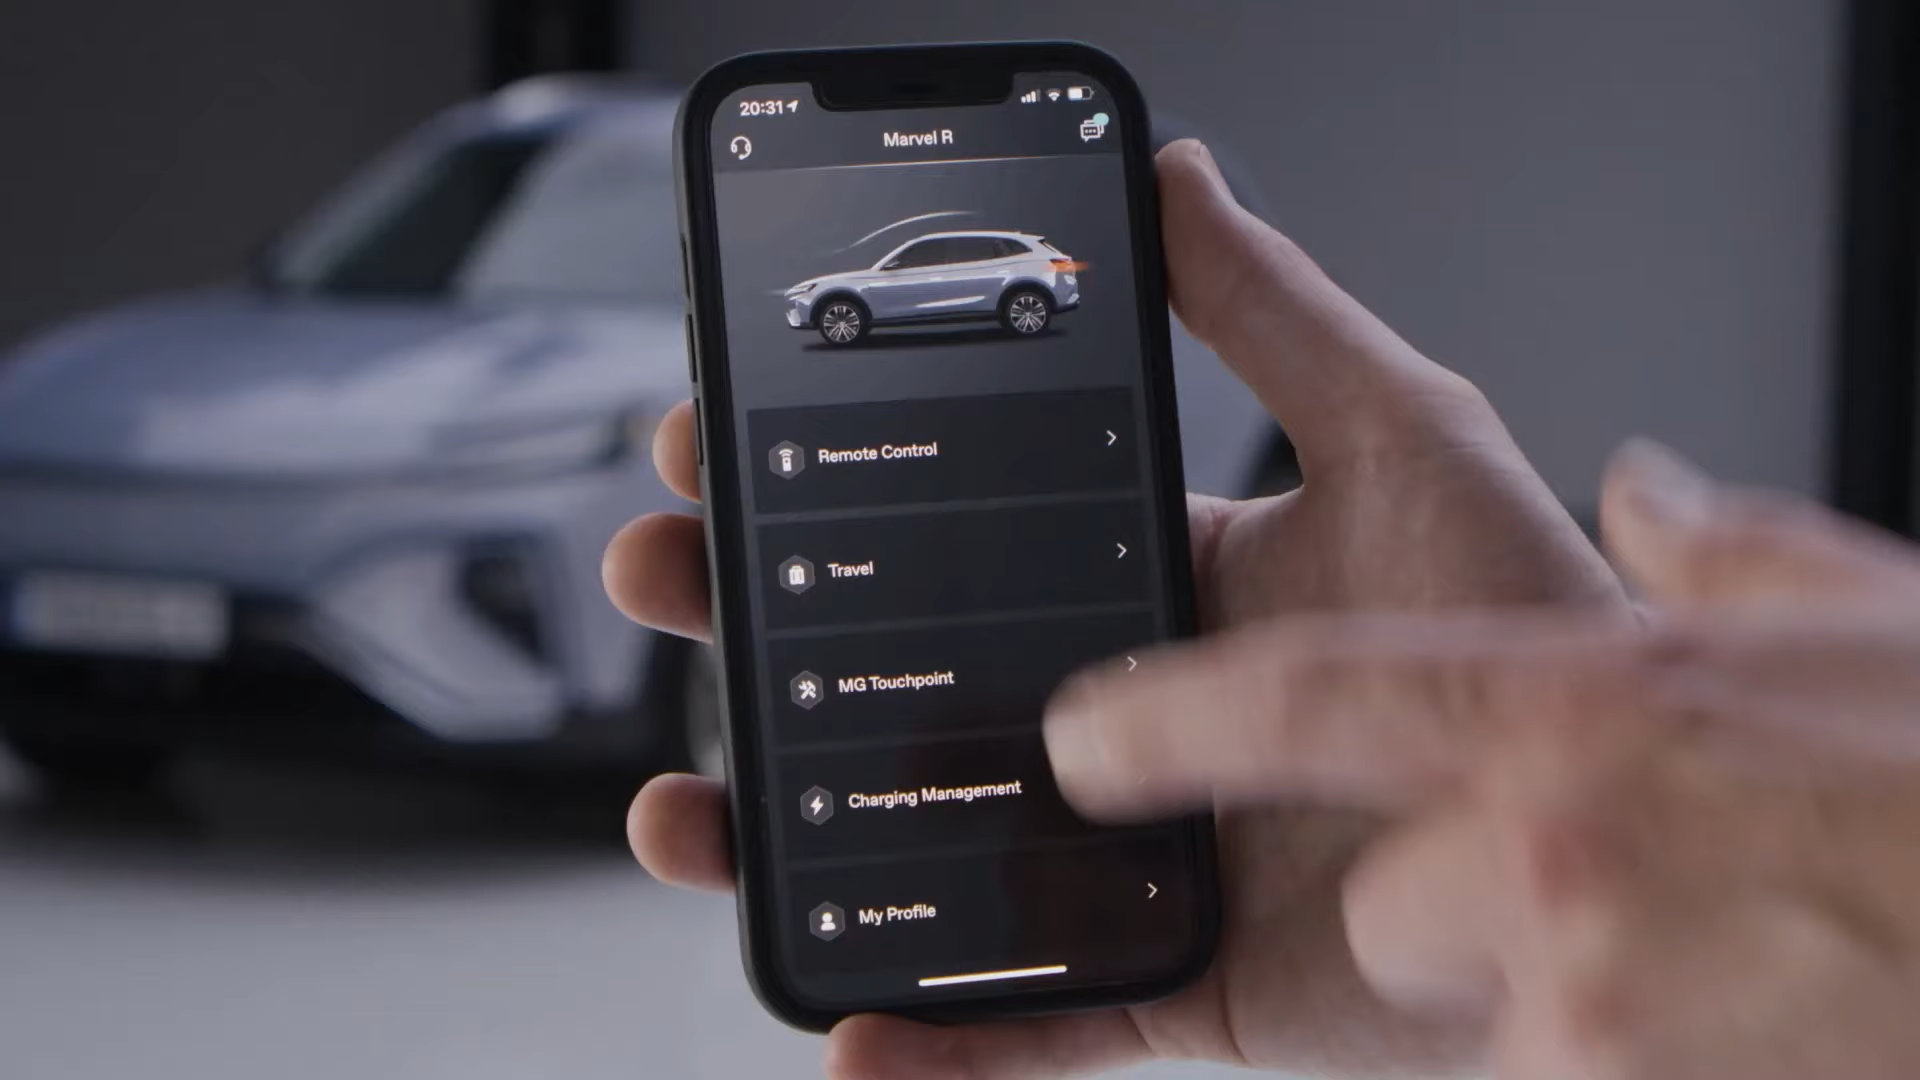 20:31
Marvel R
Remote Control
Travel
MG Touchpoint
Charging Management
My Profile